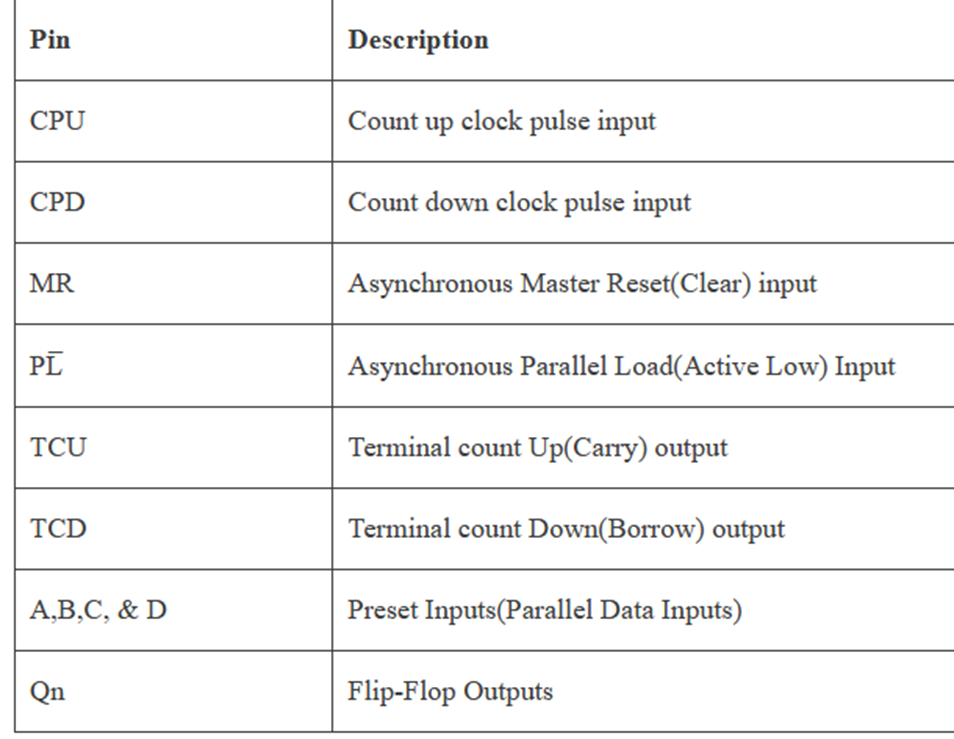 Pin Description
CPU Count up clock pulse input
CPD Count down clock pulse input
MR Asynchronous Master Reset(Clear) input
PL̅ Asynchronous Parallel Load(Active Low) Input
TCU Terminal count Up(Carry) output
TCD Terminal count Down(Borrow) output
A,B,C, & D Preset Inputs(Parallel Data Inputs)
Qn Flip-Flop Outputs